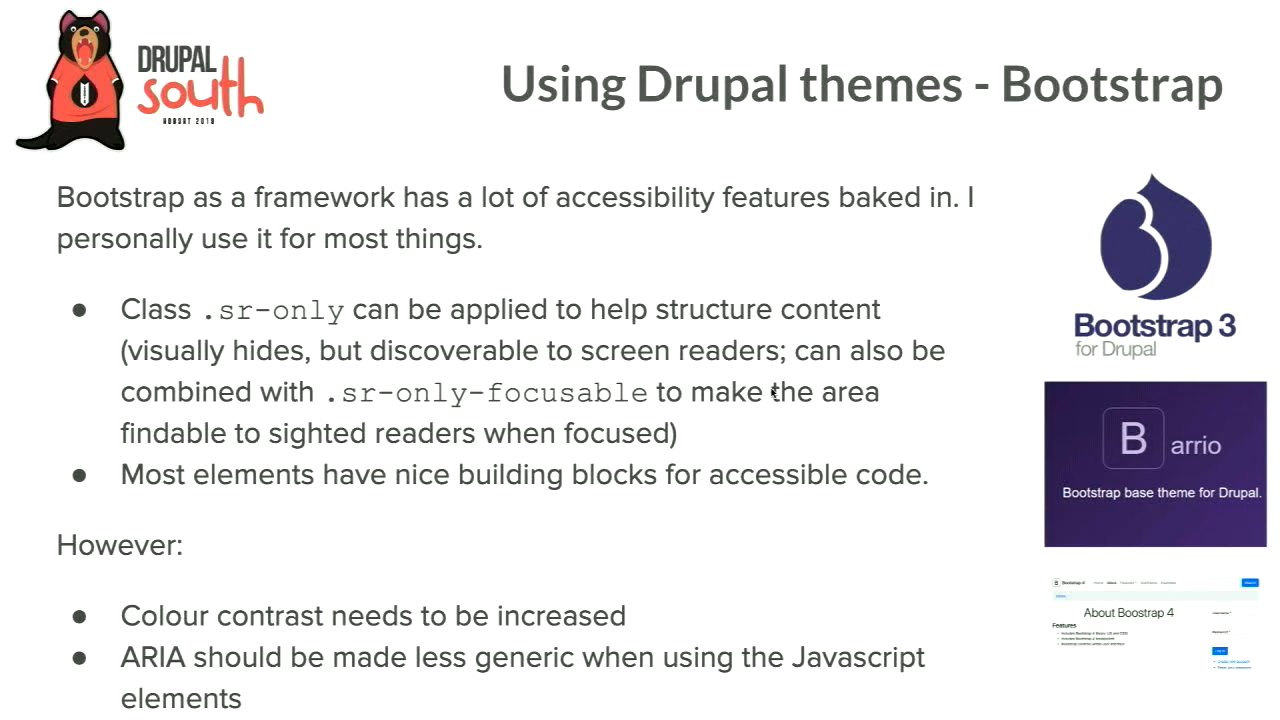 DRUPAL
south
HOBART 2019
Using Drupal themes - Bootstrap
Bootstrap as a framework has a lot of accessibility features baked in. I
personally use it for most things.
● Class .sr-only can be applied to help structure content
(visually hides, but discoverable to screen readers; can also be
combined with .sr-only-focusable to make the area
findable to sighted readers when focused)
● Most elements have nice building blocks for accessible code.
However:
● Colour contrast needs to be increased
● ARIA should be made less generic when using the Javascript
elements
Bootstrap 3
for Drupal
B arrio
Bootstrap base theme for Drupal.
B Bootstrap 4
About Boostrap 4
Features